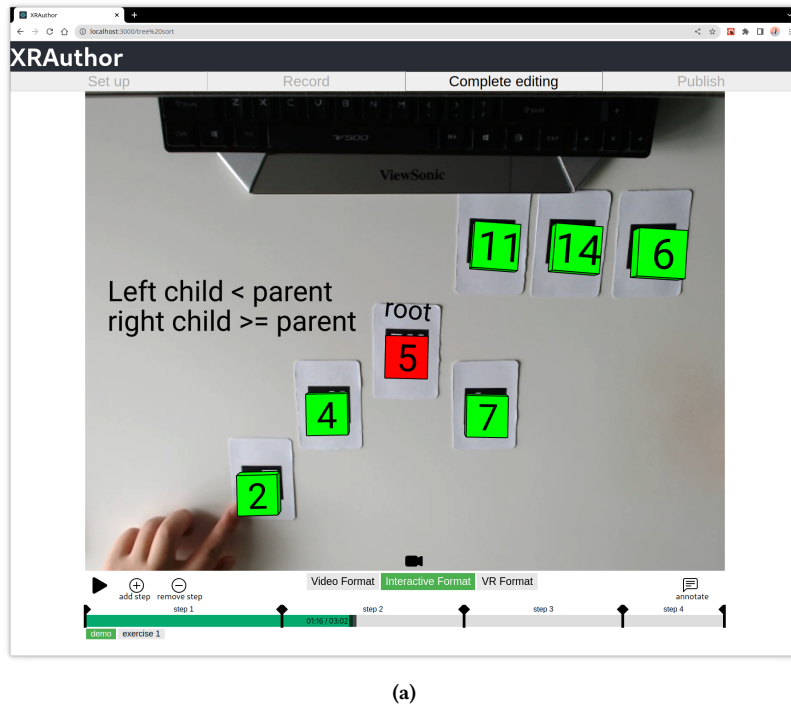 XRAuthor
localhost:3000/tree%20sort
XRAuthor
Set up
Record
Complete editing
Publish
Z X C V B N M
V500
ViewSonic
11 14 6
Left child < parent
right child >= parent
root
5
4
7
2
add step
remove step
Video Format
Interactive Format
VR Format
annotate
step 1
step 2
step 3
step 4
01:16 / 03:02
demo
exercise 1
(a)